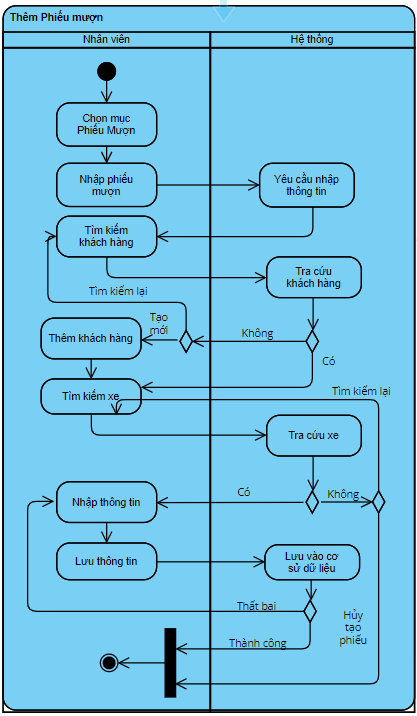 Thêm Phiếu mượn
Nhân viên
Hệ thống
Chọn mục
Phiếu Mượn
Nhập phiếu
mượn
Yêu cầu nhập
thông tin
Tìm kiếm
khách hàng
Tra cứu
khách hàng
Tìm kiếm lại
Tạo
mới
Không
Thêm khách hàng
Có
Tìm kiếm xe
Tìm kiếm lại
Tra cứu xe
Có
Không
Nhập thông tin
Lưu thông tin
Lưu vào cơ
sử dữ liệu
Thất bại
Hủy
tạo
phiếu
Thành công